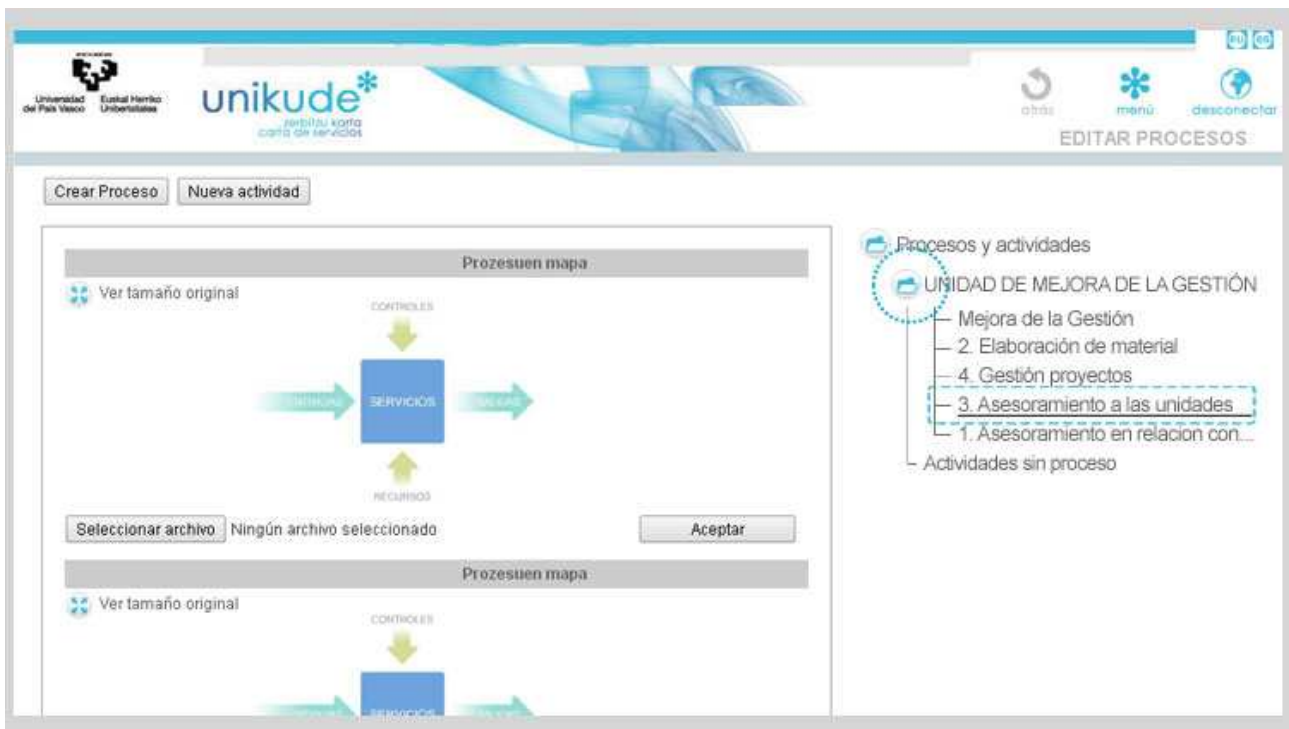 eu es
Universidad del País Vasco
Euskal Herriko Unibertsitatea
unikude*
zerbitzu karta
carta de servicios
atrás
menú
desconectar
EDITAR PROCESOS
Crear Proceso
Nueva actividad
Prozesuen mapa
Ver tamaño original
CONTROLES
SERVICIOS
RECURSOS
Seleccionar archivo
Ningún archivo seleccionado
Aceptar
Prozesuen mapa
Ver tamaño original
CONTROLES
SERVICIOS
Procesos y actividades
UNIDAD DE MEJORA DE LA GESTIÓN
Mejora de la Gestión
2. Elaboración de material
4. Gestión proyectos
3. Asesoramiento a las unidades
1. Asesoramiento en relacion con...
Actividades sin proceso